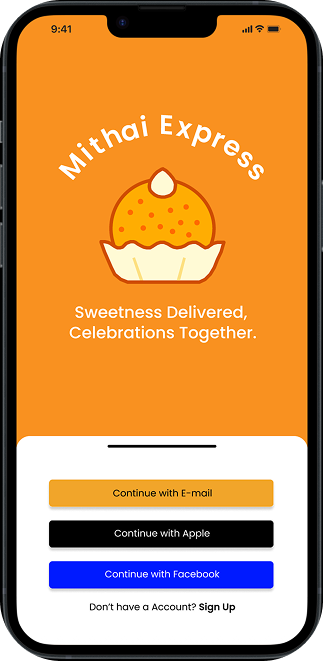 9:41
Mithai Express
Sweetness Delivered,
Celebrations Together.
Continue with E-mail
Continue with Apple
Continue with Facebook
Don't have a Account? Sign Up